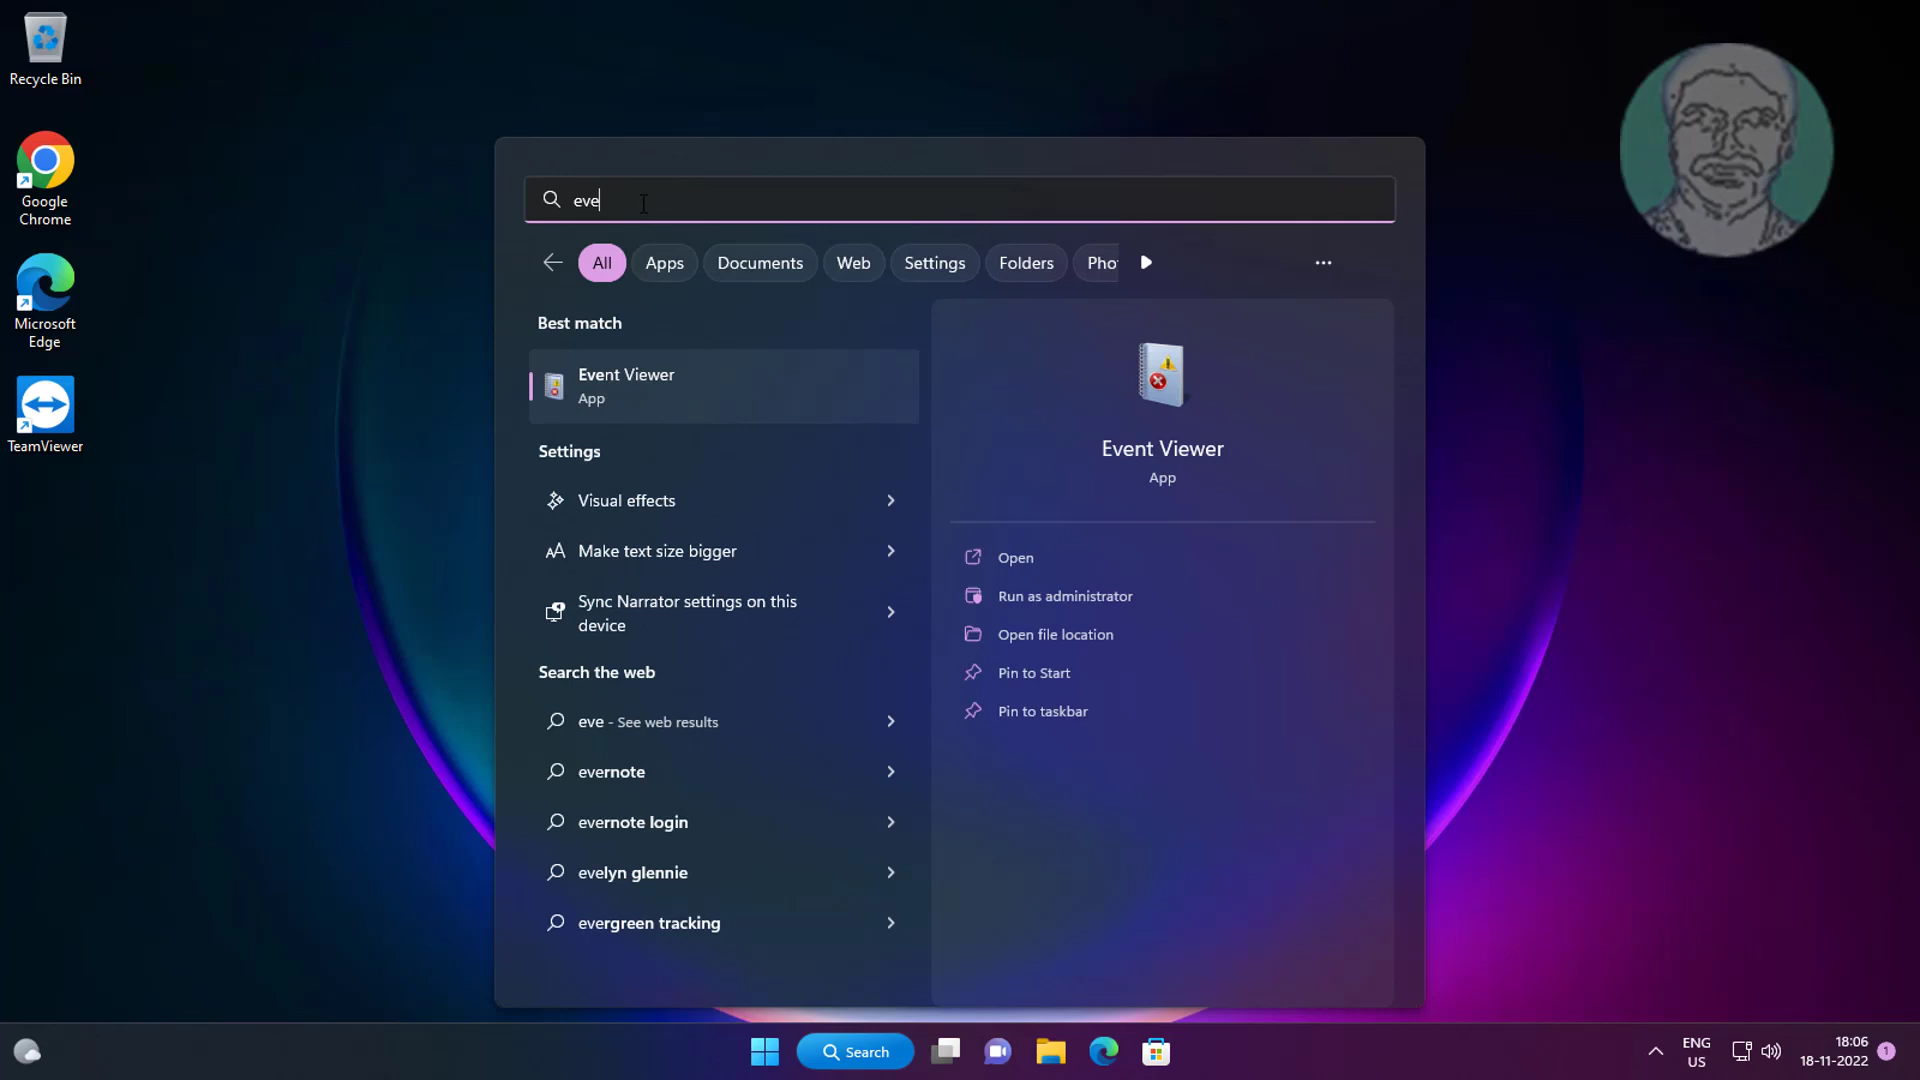 Recycle Bin
Google
Chrome
Microsoft
Edge
TeamViewer
eve
All
Apps
Documents
Web
Settings
Folders
Pho
Best match
Event Viewer
App
Settings
Visual effects
Make text size bigger
Sync Narrator settings on this
device
Search the web
eve - See web results
evernote
evernote login
evelyn glennie
evergreen tracking
Event Viewer
App
Open
Run as administrator
Open file location
Pin to Start
Pin to taskbar
Search
ENG
US
18:06
18-11-2022
1